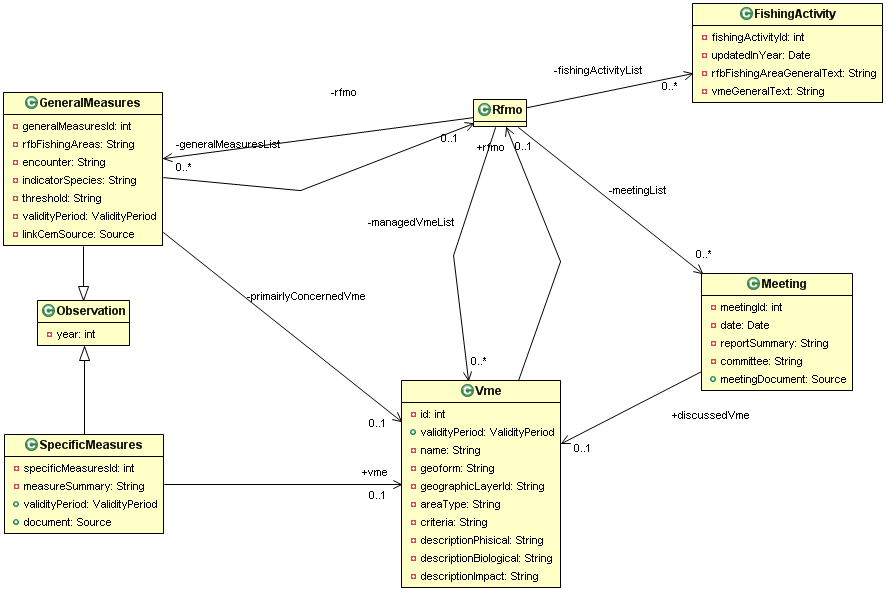 FishingActivity
fishingActivityId: int
updatedInYear: Date
rfbFishingAreaGeneralText: String
vmeGeneralText: String
-fishingActivityList
0..*
-rfmo
GeneralMeasures
generalMeasuresId: int
rfbFishingAreas: String
encounter: String
indicatorSpecies: String
threshold: String
validityPeriod: ValidityPeriod
linkCemSource: Source
Rfmo
-generalMeasuresList
0..*
0..1
+rfmo
0..1
-meetingList
0..*
-managedVmeList
0..*
-primairlyConcernedVme
0..1
Observation
year: int
Meeting
meetingId: int
date: Date
reportSummary: String
committee: String
meetingDocument: Source
+discussedVme
0..1
Vme
id: int
validityPeriod: ValidityPeriod
name: String
geoform: String
geographicLayerId: String
areaType: String
criteria: String
descriptionPhisical: String
descriptionBiological: String
descriptionImpact: String
SpecificMeasures
specificMeasuresId: int
measureSummary: String
validityPeriod: ValidityPeriod
document: Source
+vme
0..1